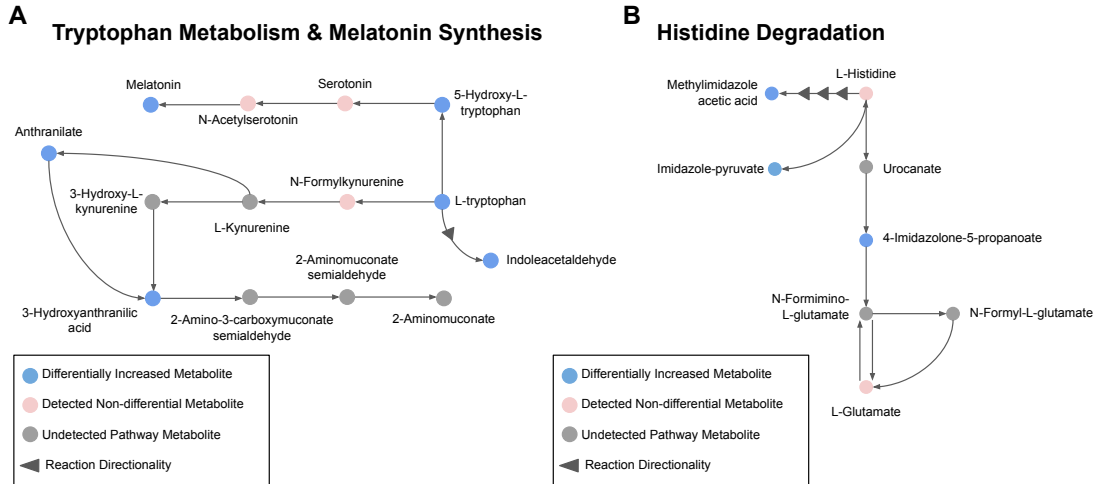 A
Tryptophan Metabolism & Melatonin Synthesis
Melatonin
Serotonin
5-Hydroxy-L-
tryptophan
N-Acetylserotonin
Anthranilate
3-Hydroxy-L-
kynurenine
N-Formylkynurenine
L-Kynurenine
L-tryptophan
Indoleacetaldehyde
2-Aminomuconate
semialdehyde
3-Hydroxyanthranilic
acid
2-Amino-3-carboxymuconate
semialdehyde
2-Aminomuconate
Differentially Increased Metabolite
Detected Non-differential Metabolite
Undetected Pathway Metabolite
Reaction Directionality
B
Histidine Degradation
Methylimidazole
acetic acid
L-Histidine
Imidazole-pyruvate
Urocanate
4-Imidazolone-5-propanoate
N-Formimino-
L-glutamate
N-Formyl-L-glutamate
L-Glutamate
Differentially Increased Metabolite
Detected Non-differential Metabolite
Undetected Pathway Metabolite
Reaction Directionality